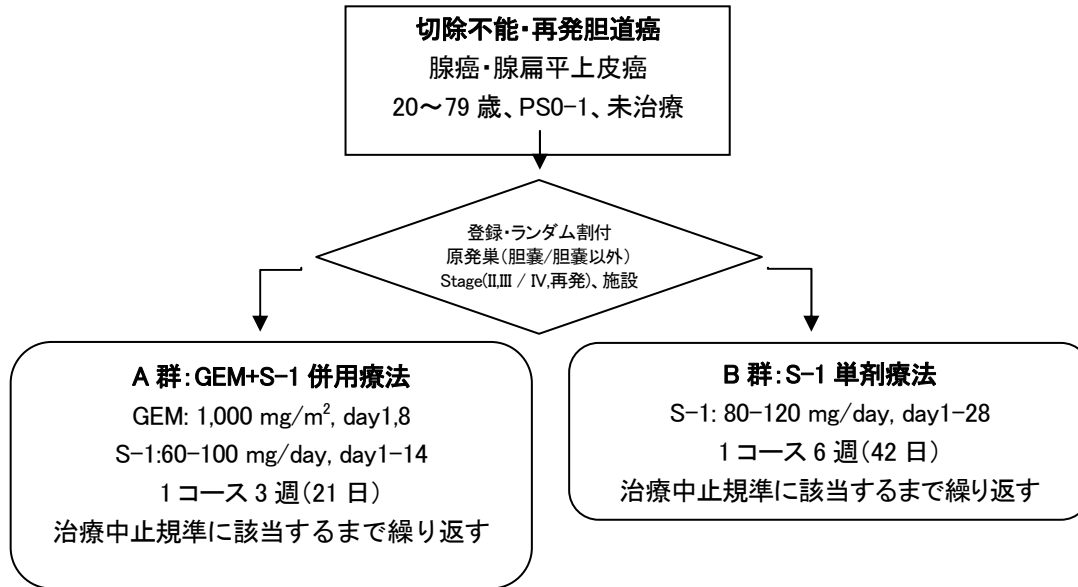 切除不能・再発胆道癌
腺癌・腺扁平上皮癌
20～79 歳、PS0-1、未治療
登録・ランダム割付
原発巣(胆嚢/胆嚢以外)
Stage(II,III / IV,再発)、施設
A 群:GEM+S-1 併用療法
GEM: 1,000 mg/m², day1,8
S-1:60-100 mg/day, day1-14
1 コース 3 週(21 日)
治療中止規準に該当するまで繰り返す
B 群:S-1 単剤療法
S-1: 80-120 mg/day, day1-28
1 コース 6 週(42 日)
治療中止規準に該当するまで繰り返す